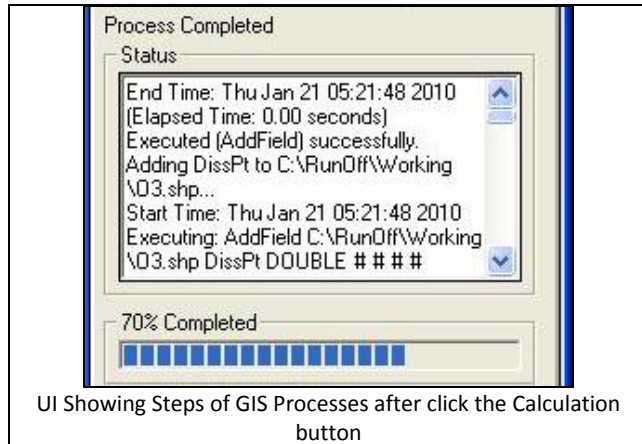 Process Completed
Status
End Time: Thu Jan 21 05:21:48 2010
(Elapsed Time: 0.00 seconds)
Executed (AddField) successfully.
Adding DissPt to C:\RunOff\Working
\O3.shp...
Start Time: Thu Jan 21 05:21:48 2010
Executing: AddField C:\RunOff\Working
\O3.shp DissPt DOUBLE # # # #
70% Completed
UI Showing Steps of GIS Processes after click the Calculation
button